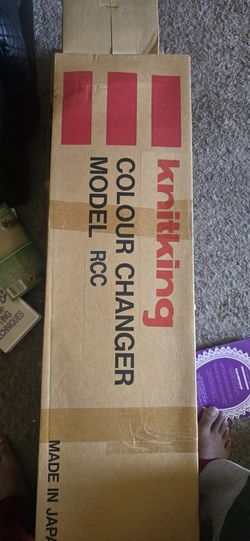 knitking
COLOUR CHANGER
MODEL RCC
MADE IN JAPA